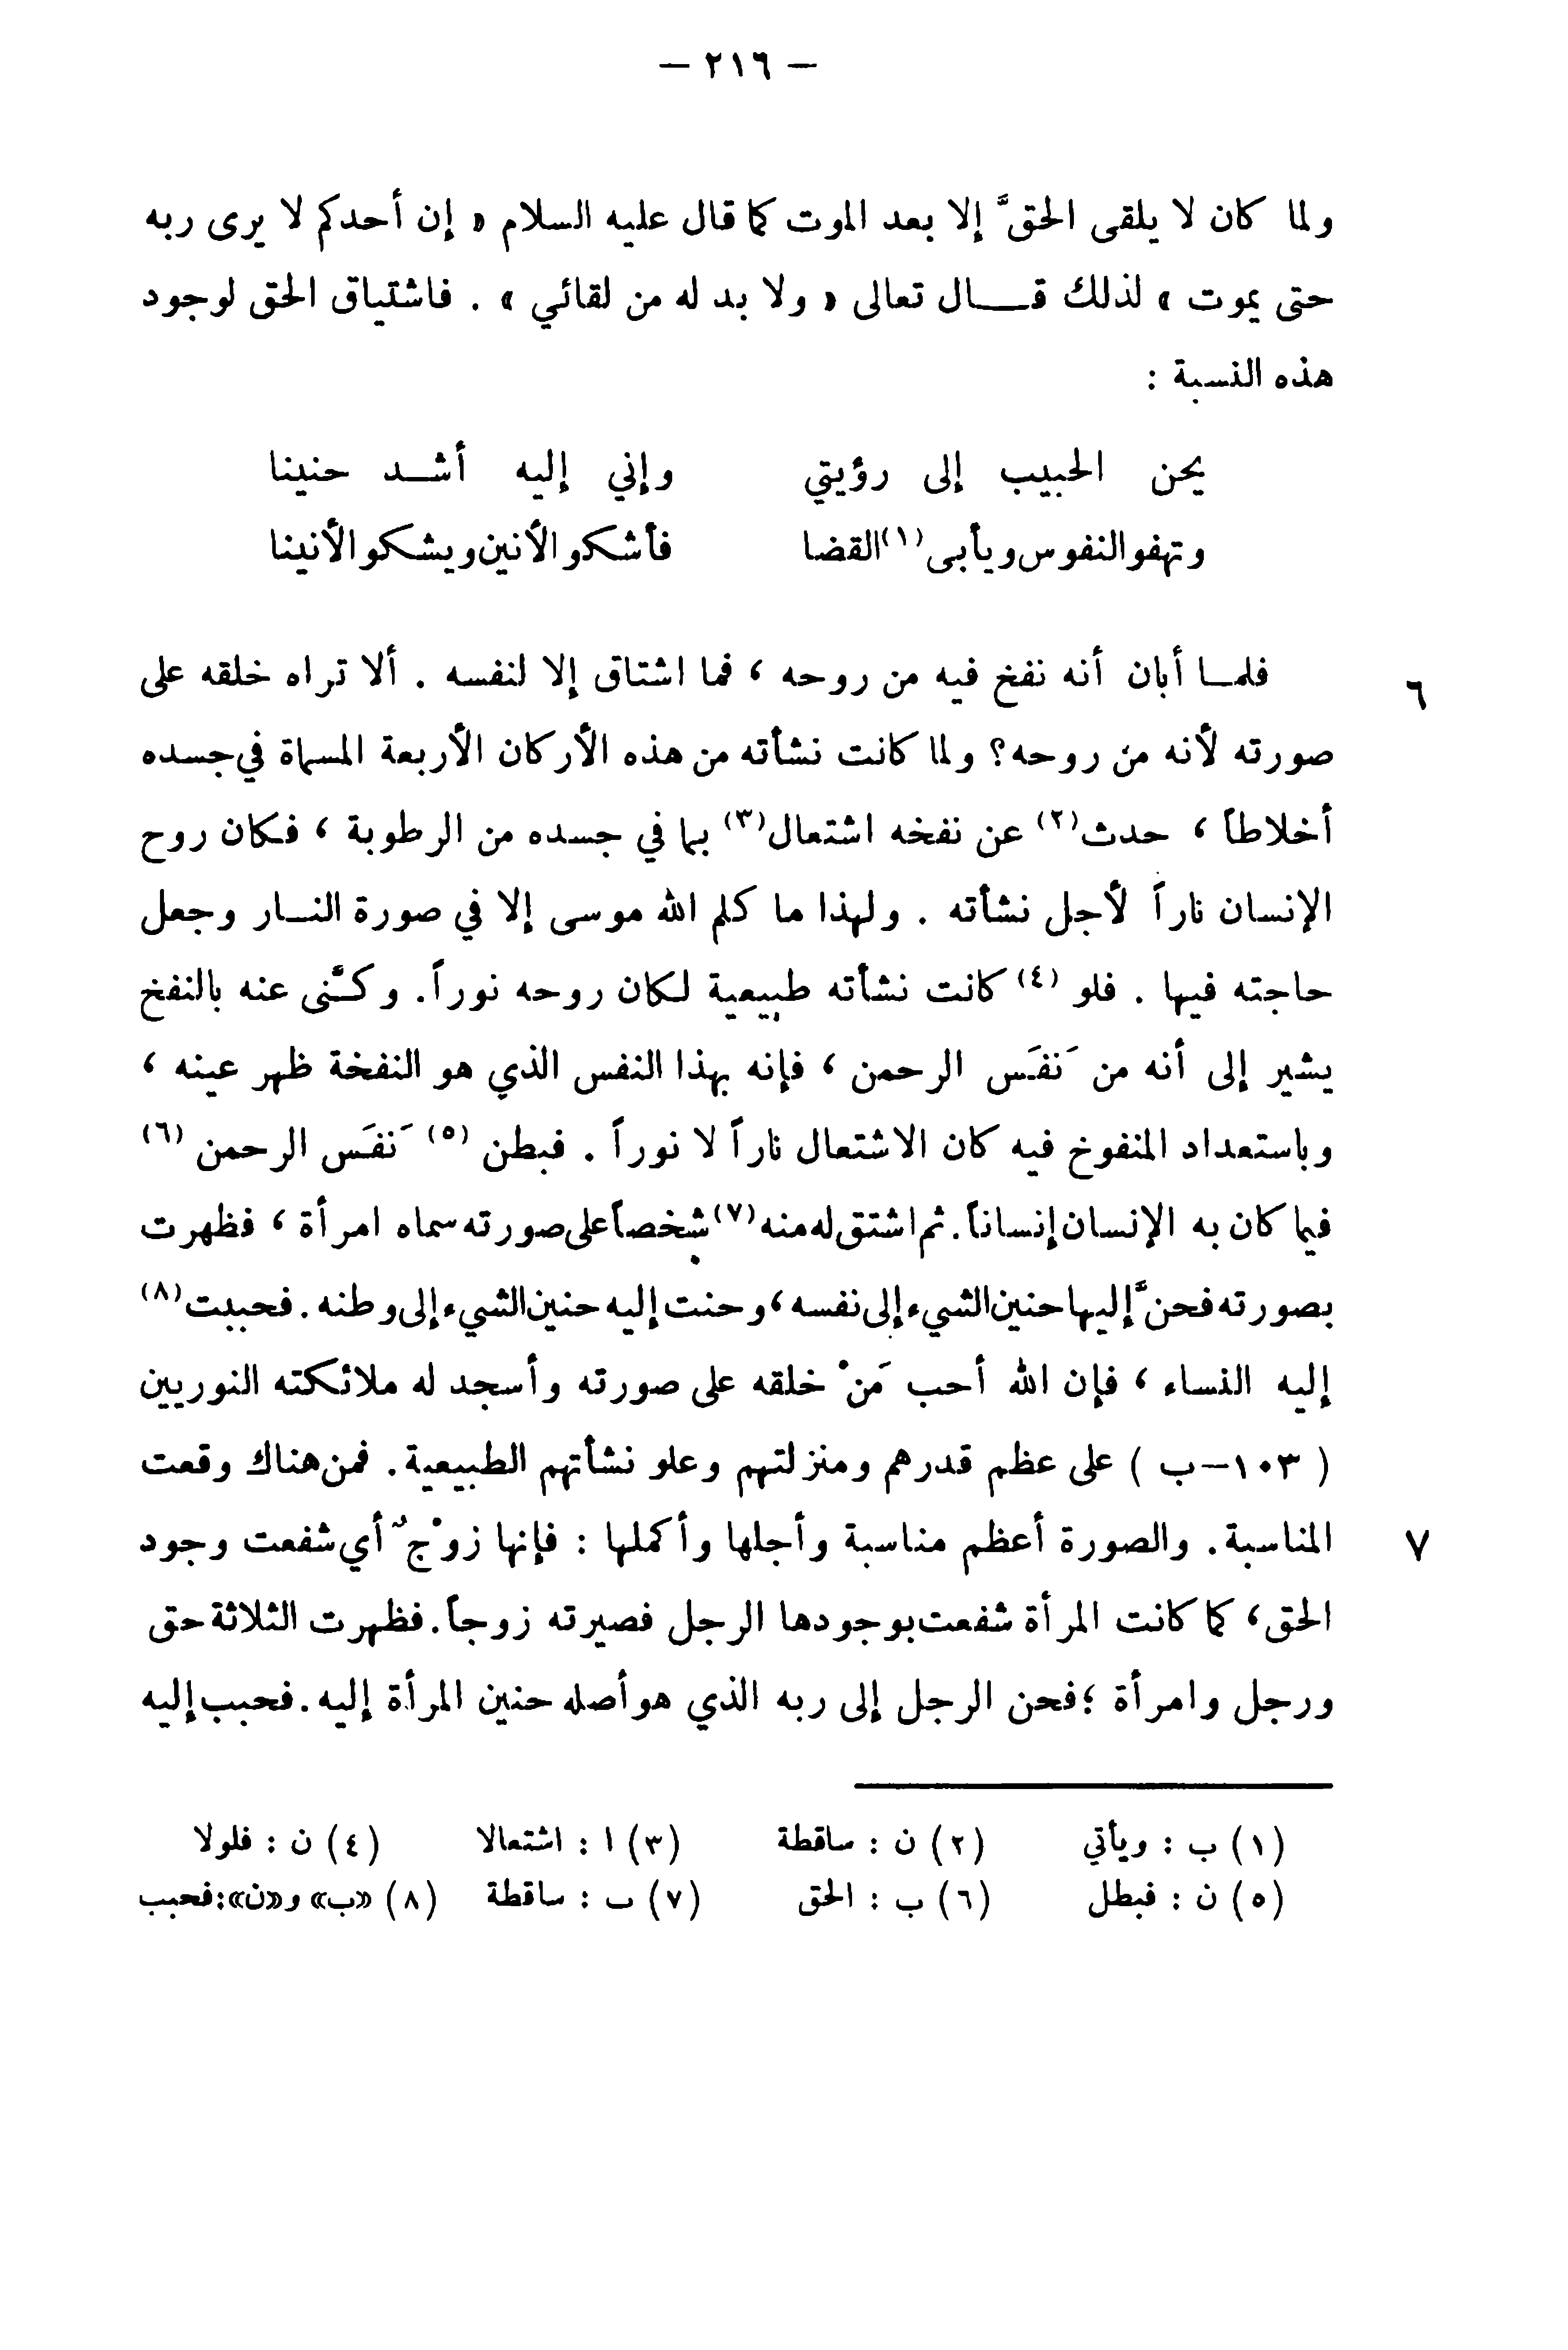 — ٢١٦ —
ولما كان لا يلقى الحقَّ إلا بعد الموت كما قال عليه السلام « إن أحدكم لا يرى ربه
حتى يموت » لذلك قـــال تعالى « ولا بد له من لقائي » . فاشتياق الحق لوجود
هذه النسبة :
يحن الحبيب إلى رؤيتي وإني إليه أشـد حنينا
وتهفو النفوس ويأبى(١) القضا فأشكو الأنين ويشكو الأنينا
٦ فلمـا أبان أنه نفخ فيه من روحه ، فما اشتاق إلا لنفسه . ألا تراه خلقه على
صورته لأنه من روحه؟ ولما كانت نشأته من هذه الأركان الأربعة المسماة في جسده
أخلاطاً ، حدث(٢) عن نفخه اشتعال(٣) بما في جسده من الرطوبة ، فكان روح
الإنسان ناراً لأجل نشأته . ولهذا ما كلم الله موسى إلا في صورة النـار وجعل
حاجته فيها . فلو (٤) كانت نشأته طبيعية لكان روحه نوراً. وكـنَّى عنه بالنفخ
يشير إلى أنه من نَفَس الرحمن ، فإنه بهذا النفس الذي هو النفخة ظهر عينه ،
وباستعداد المنفوخ فيه كان الاشتعال ناراً لا نوراً . فبطن (٥) نَفَس الرحمن (٦)
فيما كان به الإنسان إنساناً. ثم اشتق له منه(٧) شخصاً على صورته سماه امرأة ، فظهرت
بصورته فحنَّ إليها حنين الشيء إلى نفسه ، وحنت إليه حنين الشيء إلى وطنه . فحببت(٨)
إليه النساء ، فإن الله أحب مَنْ خلقه على صورته وأسجد له ملائكته النوريين
( ١٠٣–ب ) على عظم قدرهم ومنزلتهم وعلو نشأتهم الطبيعية. فمن هناك وقعت
٧ المناسبة. والصورة أعظم مناسبة وأجلها وأكملها : فإنها زوْجٌ أي شفعت وجود
الحق، كما كانت المرأة شفعت بوجودها الرجل فصيرته زوجاً. فظهرت الثلاثة حق
ورجل وامرأة ؛ فحن الرجل إلى ربه الذي هو أصله حنين المرأة إليه. فحبب إليه
(١) ب : ويأتي (٢) ن : ساقطة (٣) ا : اشتعالا (٤) ن : فلولا
(٥) ن : فبطل (٦) ب : الحق (٧) ب : ساقطة (٨) «ب» و«ن»: فحبب